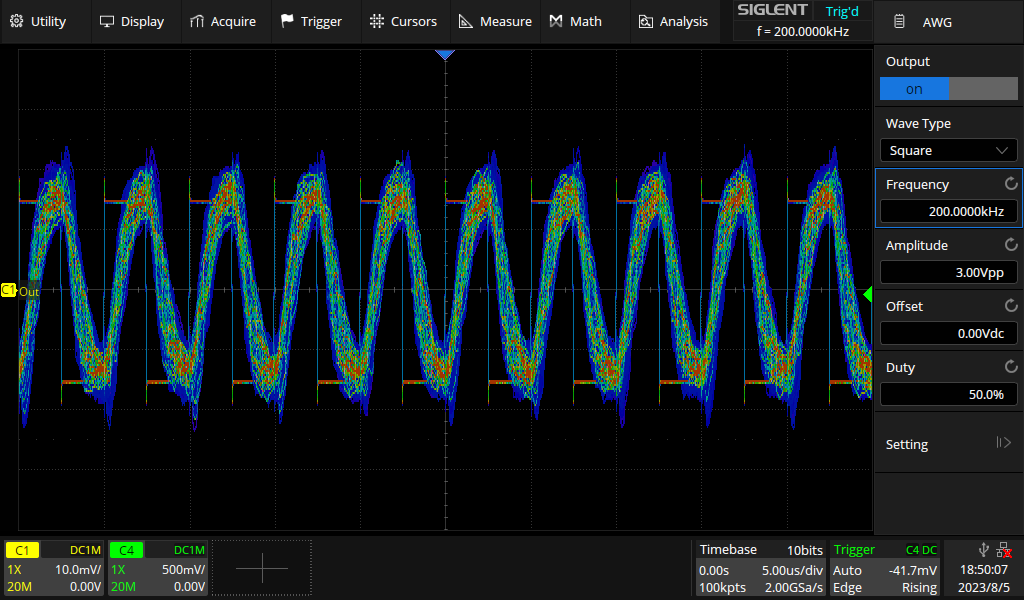 Utility Display Acquire Trigger Cursors Measure Math Analysis SIGLENT Trig'd AWG
f = 200.0000kHz
Output
on
Wave Type
Square
Frequency
200.0000kHz
Amplitude
3.00Vpp
Offset
0.00Vdc
Duty
50.0%
Setting
C1 Out
C1 DC1M
1X 10.0mV/
20M 0.00V
C4 DC1M
1X 500mV/
20M 0.00V
Timebase 10bits
0.00s 5.00us/div
100kpts 2.00GSa/s
Trigger C4 DC
Auto -41.7mV
Edge Rising
18:50:07
2023/8/5